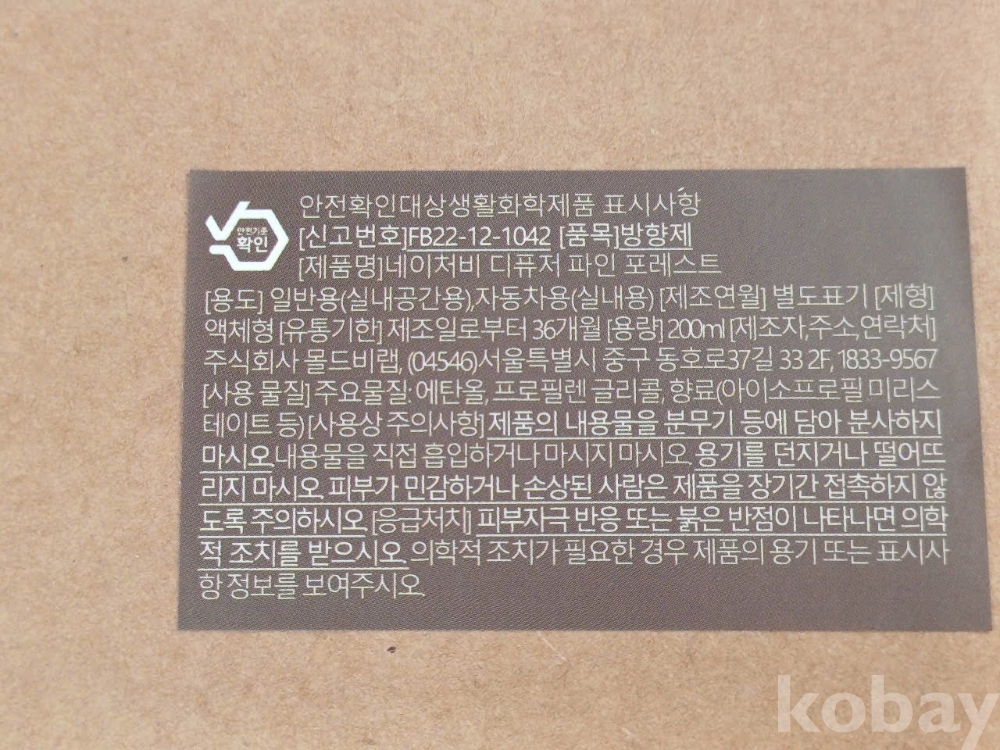 안전확인대상생활화학제품 표시사항
안전기준
확인
[신고번호]FB22-12-1042 [품목]방향제
[제품명]네이처비 디퓨저 파인 포레스트
[용도] 일반용(실내공간용),자동차용(실내용) [제조연월] 별도표기 [제형]
액체형 [유통기한] 제조일로부터 36개월 [용량] 200ml [제조자,주소,연락처]
주식회사 몰드비랩, (04546)서울특별시 중구 동호로37길 33 2F, 1833-9567
[사용 물질] 주요물질: 에탄올, 프로필렌 글리콜, 향료(아이소프로필 미리스
테이트 등) [사용상 주의사항] 제품의 내용물을 분무기 등에 담아 분사하지
마시오.내용물을 직접 흡입하거나 마시지 마시오. 용기를 던지거나 떨어뜨
리지 마시오. 피부가 민감하거나 손상된 사람은 제품을 장기간 접촉하지 않
도록 주의하시오. [응급처치] 피부자극 반응 또는 붉은 반점이 나타나면 의학
적 조치를 받으시오. 의학적 조치가 필요한 경우 제품의 용기 또는 표시사
항 정보를 보여주시오.
kobay